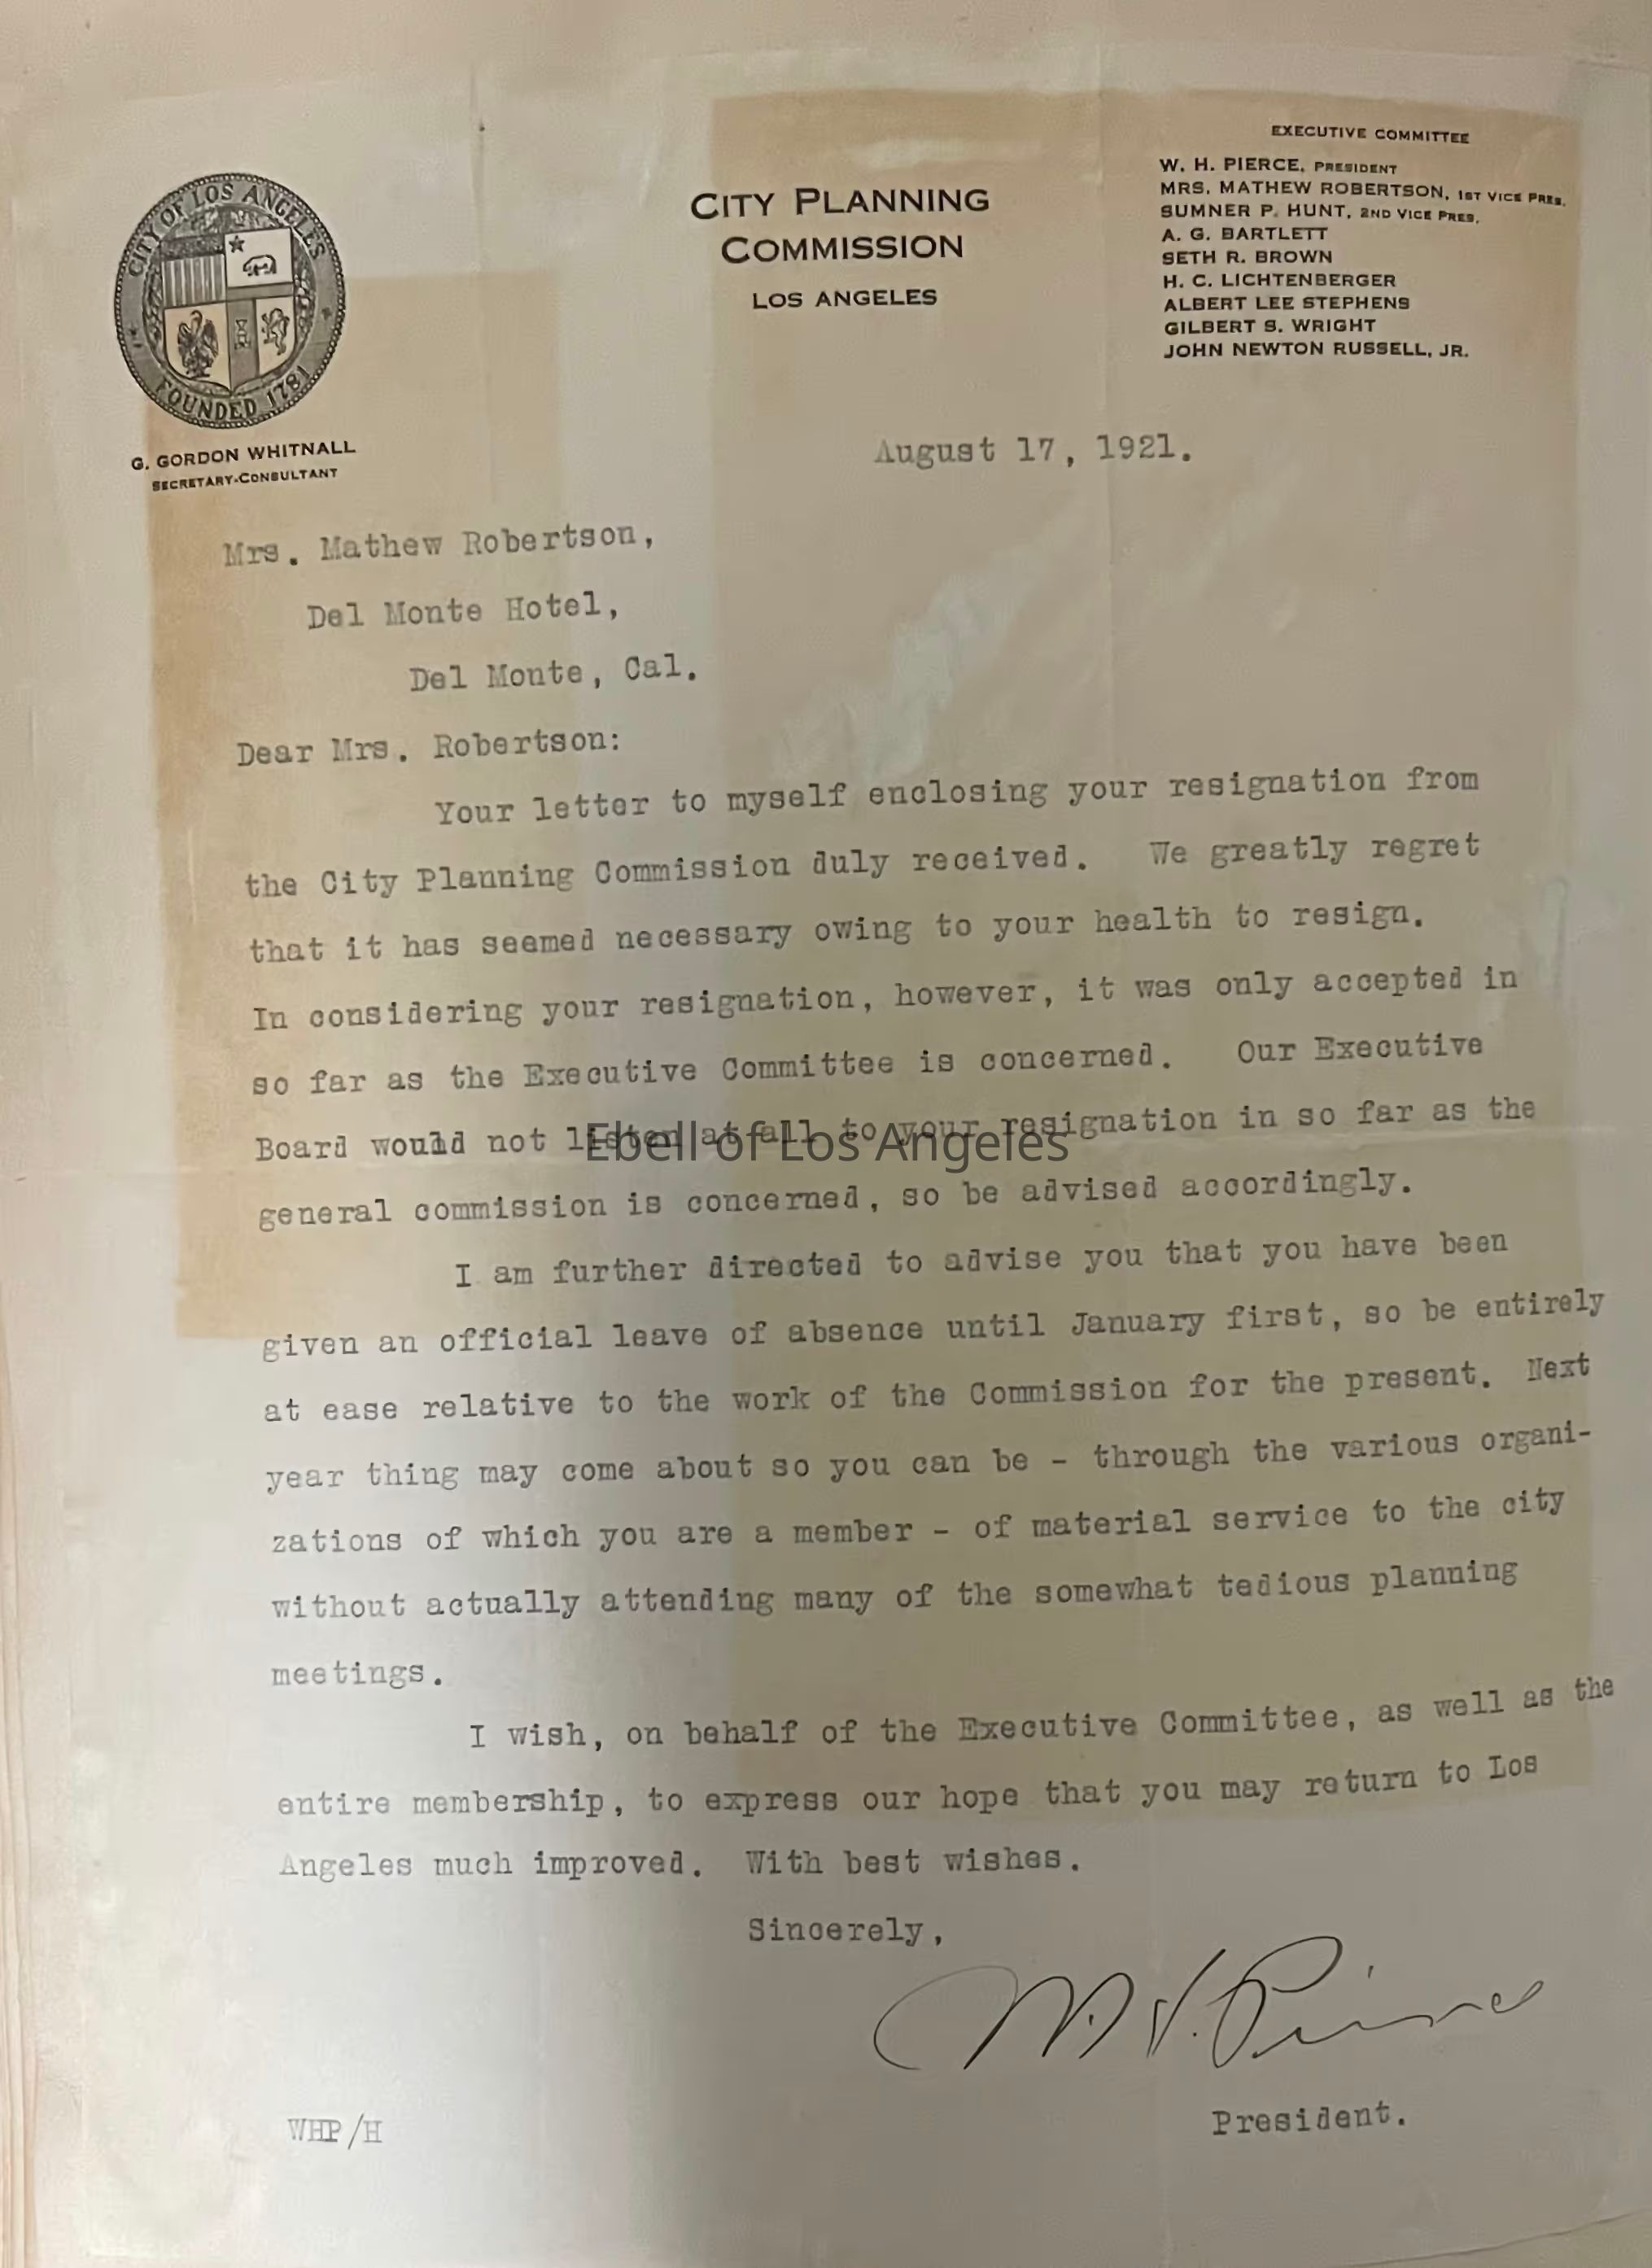 EXECUTIVE COMMITTEE
W. H. PIERCE, PRESIDENT
MRS. MATHEW ROBERTSON, 1ST VICE PRES.
SUMNER P. HUNT, 2ND VICE PRES.
A. G. BARTLETT
SETH R. BROWN
H. C. LICHTENBERGER
ALBERT LEE STEPHENS
GILBERT S. WRIGHT
JOHN NEWTON RUSSELL, JR.
CITY PLANNING
COMMISSION
LOS ANGELES
CITY OF LOS ANGELES
FOUNDED 1781
G. GORDON WHITNALL
SECRETARY-CONSULTANT
August 17, 1921.
Mrs. Mathew Robertson,
Del Monte Hotel,
Del Monte, Cal.
Dear Mrs. Robertson:
Your letter to myself enclosing your resignation from
the City Planning Commission duly received. We greatly regret
that it has seemed necessary owing to your health to resign.
In considering your resignation, however, it was only accepted in
so far as the Executive Committee is concerned. Our Executive
Board would not listen at all to your resignation in so far as the
Ebell of Los Angeles
general commission is concerned, so be advised accordingly.
I am further directed to advise you that you have been
given an official leave of absence until January first, so be entirely
at ease relative to the work of the Commission for the present. Next
year thing may come about so you can be - through the various organi-
zations of which you are a member - of material service to the city
without actually attending many of the somewhat tedious planning
meetings.
I wish, on behalf of the Executive Committee, as well as the
entire membership, to express our hope that you may return to Los
Angeles much improved. With best wishes.
Sincerely,
W. H. Pierce
President.
WHP/H